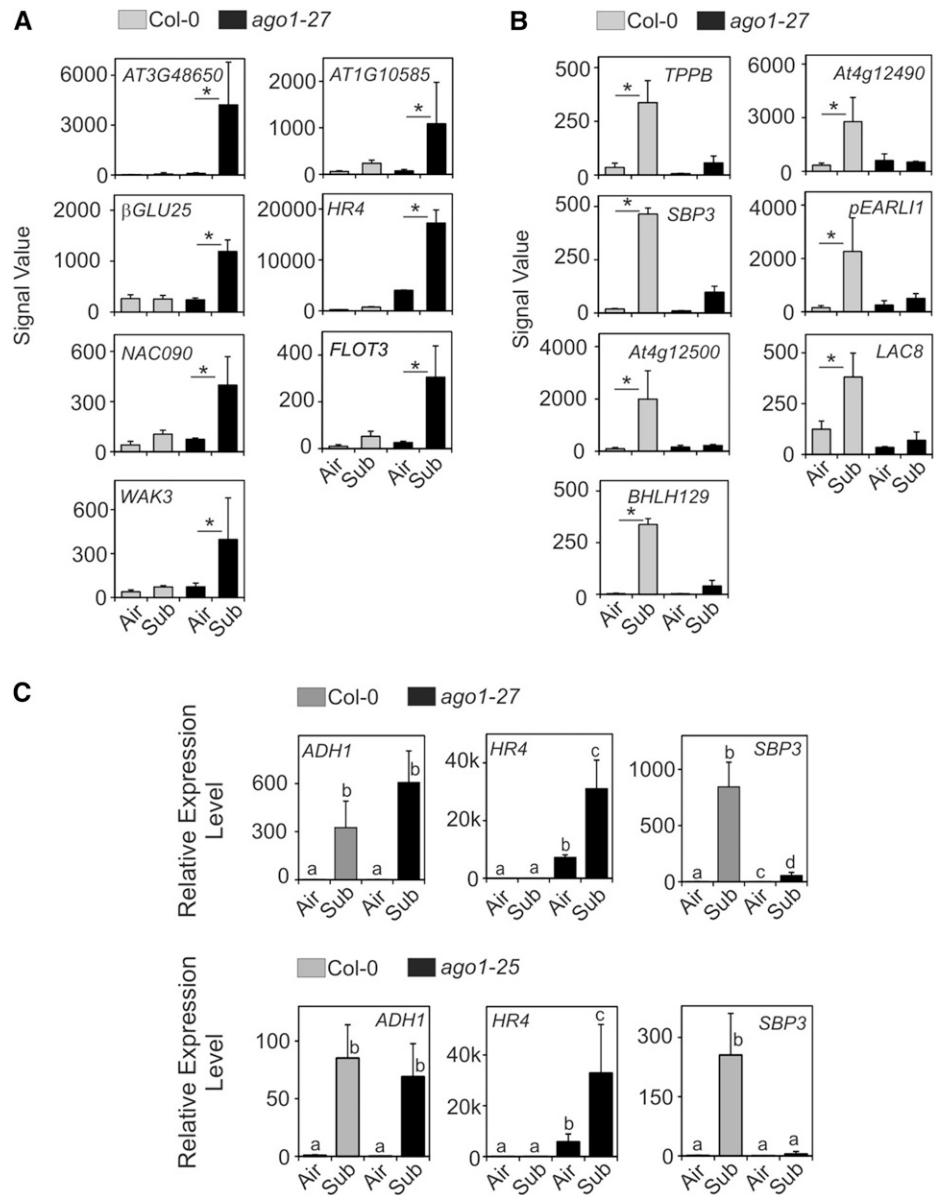 A
Col-0 ago1-27
Signal Value
AT3G48650
6000
3000
0
*
AT1G10585
2000
1000
0
*
βGLU25
2000
1000
0
*
HR4
20000
10000
0
*
NAC090
600
300
0
*
FLOT3
400
200
0
*
Air Sub Air Sub
WAK3
600
300
0
*
Air Sub Air Sub
B
Col-0 ago1-27
Signal Value
TPPB
500
250
0
*
At4g12490
4000
2000
0
*
SBP3
500
250
0
*
pEARLI1
4000
2000
0
*
At4g12500
4000
2000
0
*
LAC8
500
250
0
*
Air Sub Air Sub
BHLH129
500
250
0
*
Air Sub Air Sub
C
Col-0 ago1-27
Relative Expression
Level
ADH1
600
300
0
a b a b
Air Sub Air Sub
HR4
40k
20k
0
a a b c
Air Sub Air Sub
SBP3
1000
500
0
a b c d
Air Sub Air Sub
Col-0 ago1-25
Relative Expression
Level
ADH1
100
50
0
a b a b
Air Sub Air Sub
HR4
40k
20k
0
a a b c
Air Sub Air Sub
SBP3
300
150
0
a b a a
Air Sub Air Sub